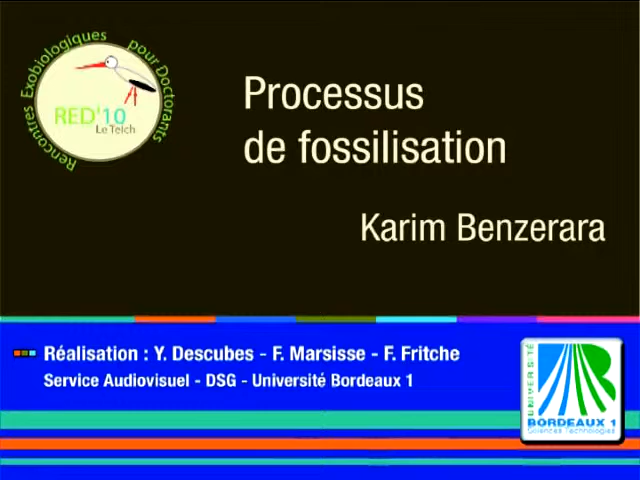 Rencontres Exobiologiques pour Doctorants
RED'10
Le Teich
Processus
de fossilisation
Karim Benzerara
Réalisation : Y. Descubes - F. Marsisse - F. Fritche
Service Audiovisuel - DSG - Université Bordeaux 1
UNIVERSITÉ
BORDEAUX 1
Sciences Technologies